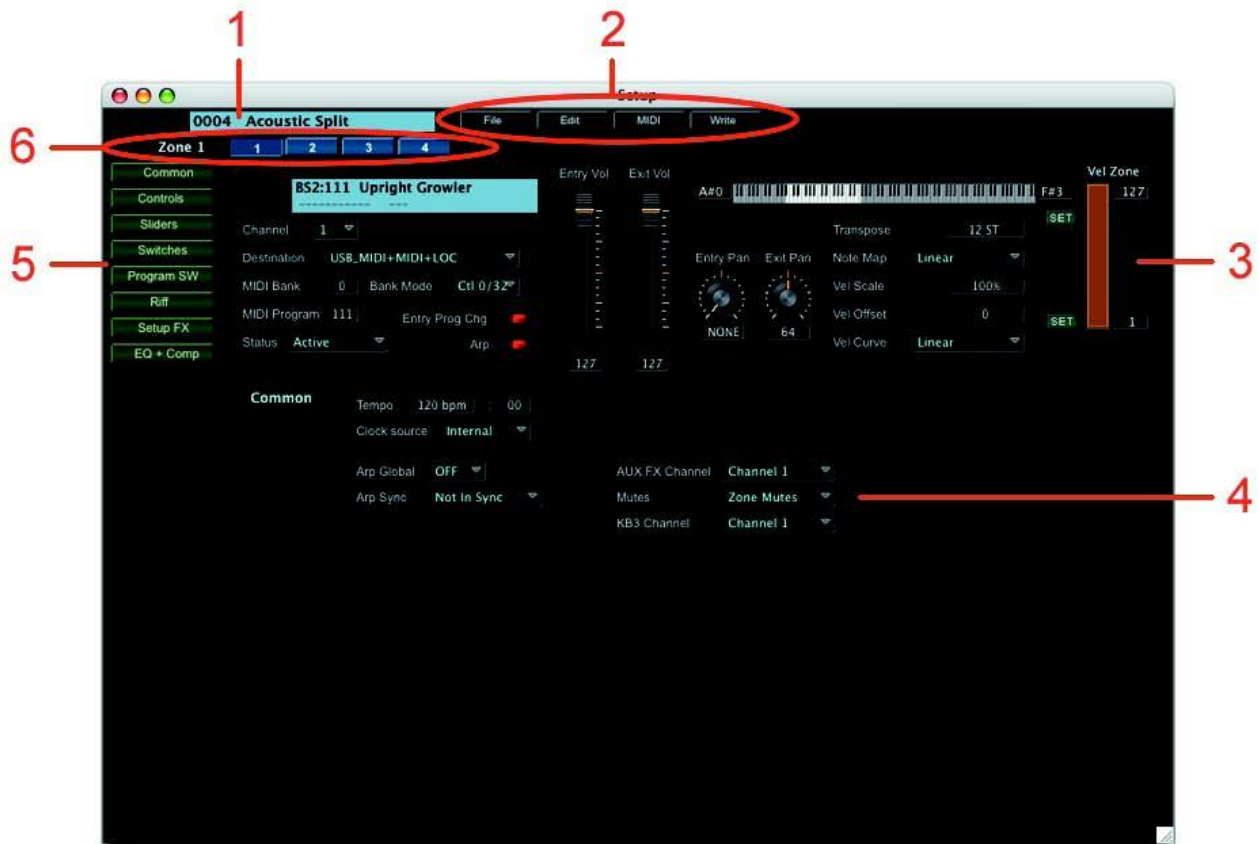 1
2
Setup
0004 Acoustic Split
File Edit MIDI Write
6
Zone 1 1 2 3 4
Common
Controls
Sliders
Switches
Program SW
Riff
Setup FX
EQ + Comp
5
BS2:111 Upright Growler
----------- ---
Channel 1
Destination USB_MIDI+MIDI+LOC
MIDI Bank 0 Bank Mode Ctl 0/32
MIDI Program 111 Entry Prog Chg
Status Active Arp
Entry Vol Exit Vol
127 127
A#0 F#3
Entry Pan Exit Pan
NONE 64
Transpose 12 ST
Note Map Linear
Vel Scale 100%
Vel Offset 0
Vel Curve Linear
Vel Zone
127
SET
SET 1
3
Common
Tempo 120 bpm : 00
Clock source Internal
Arp Global OFF
Arp Sync Not In Sync
AUX FX Channel Channel 1
Mutes Zone Mutes
KB3 Channel Channel 1
4